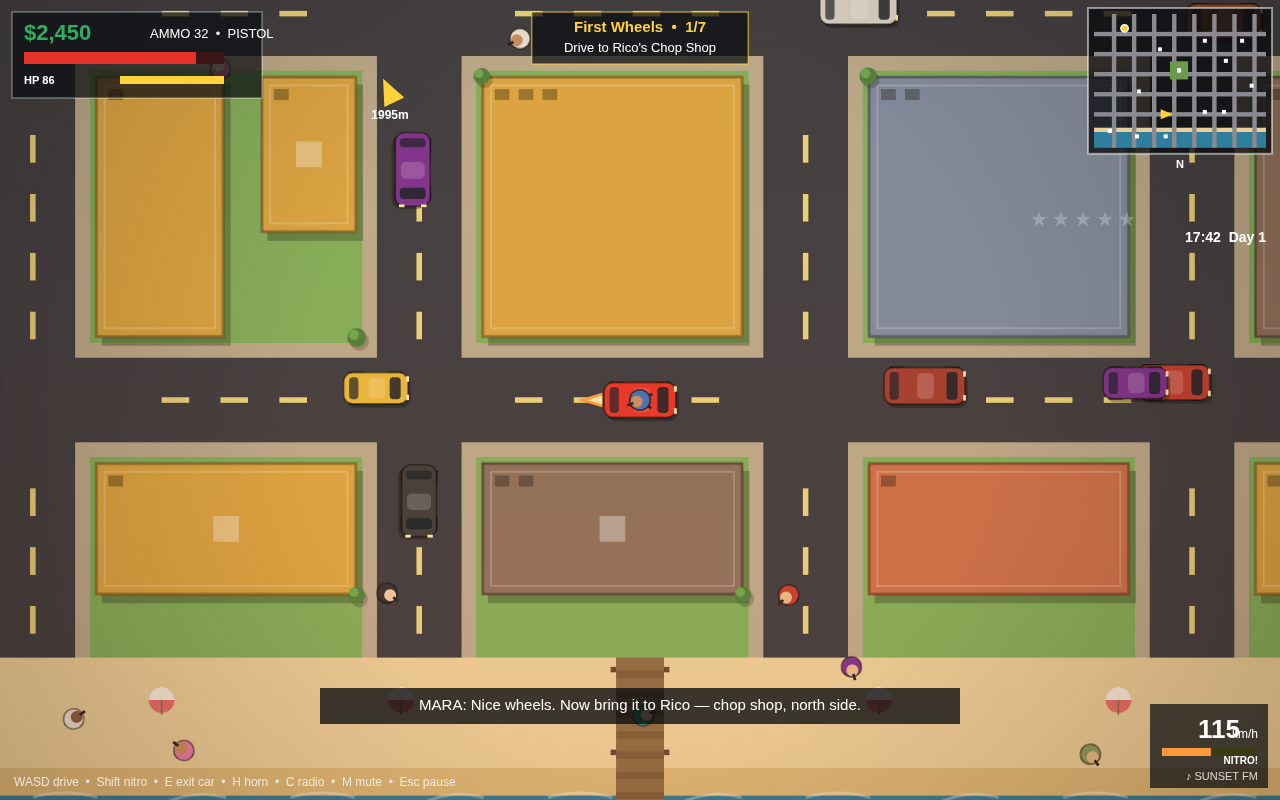 $2,450
AMMO 32 • PISTOL
HP 86
First Wheels • 1/7
Drive to Rico's Chop Shop
1995m
N
★★★★★
17:42 Day 1
MARA: Nice wheels. Now bring it to Rico — chop shop, north side.
115 km/h
NITRO!
♪ SUNSET FM
WASD drive • Shift nitro • E exit car • H horn • C radio • M mute • Esc pause